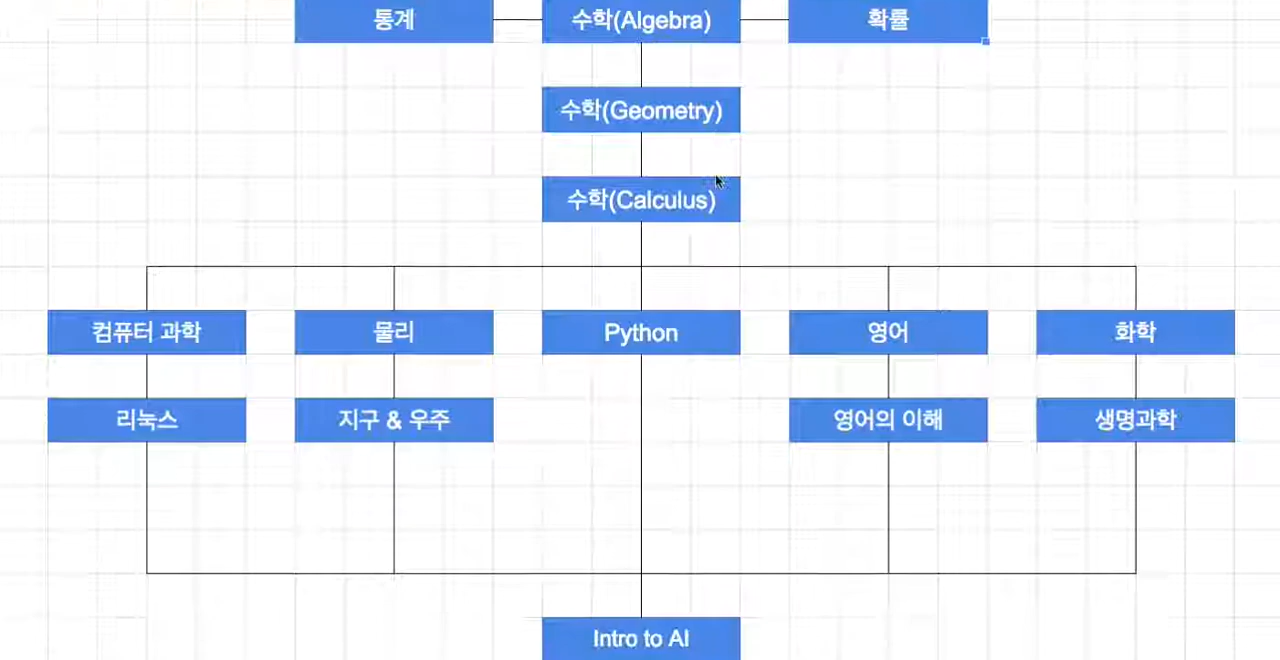 통계
수학(Algebra)
확률
수학(Geometry)
수학(Calculus)
컴퓨터 과학
물리
Python
영어
화학
리눅스
지구 & 우주
영어의 이해
생명과학
Intro to AI